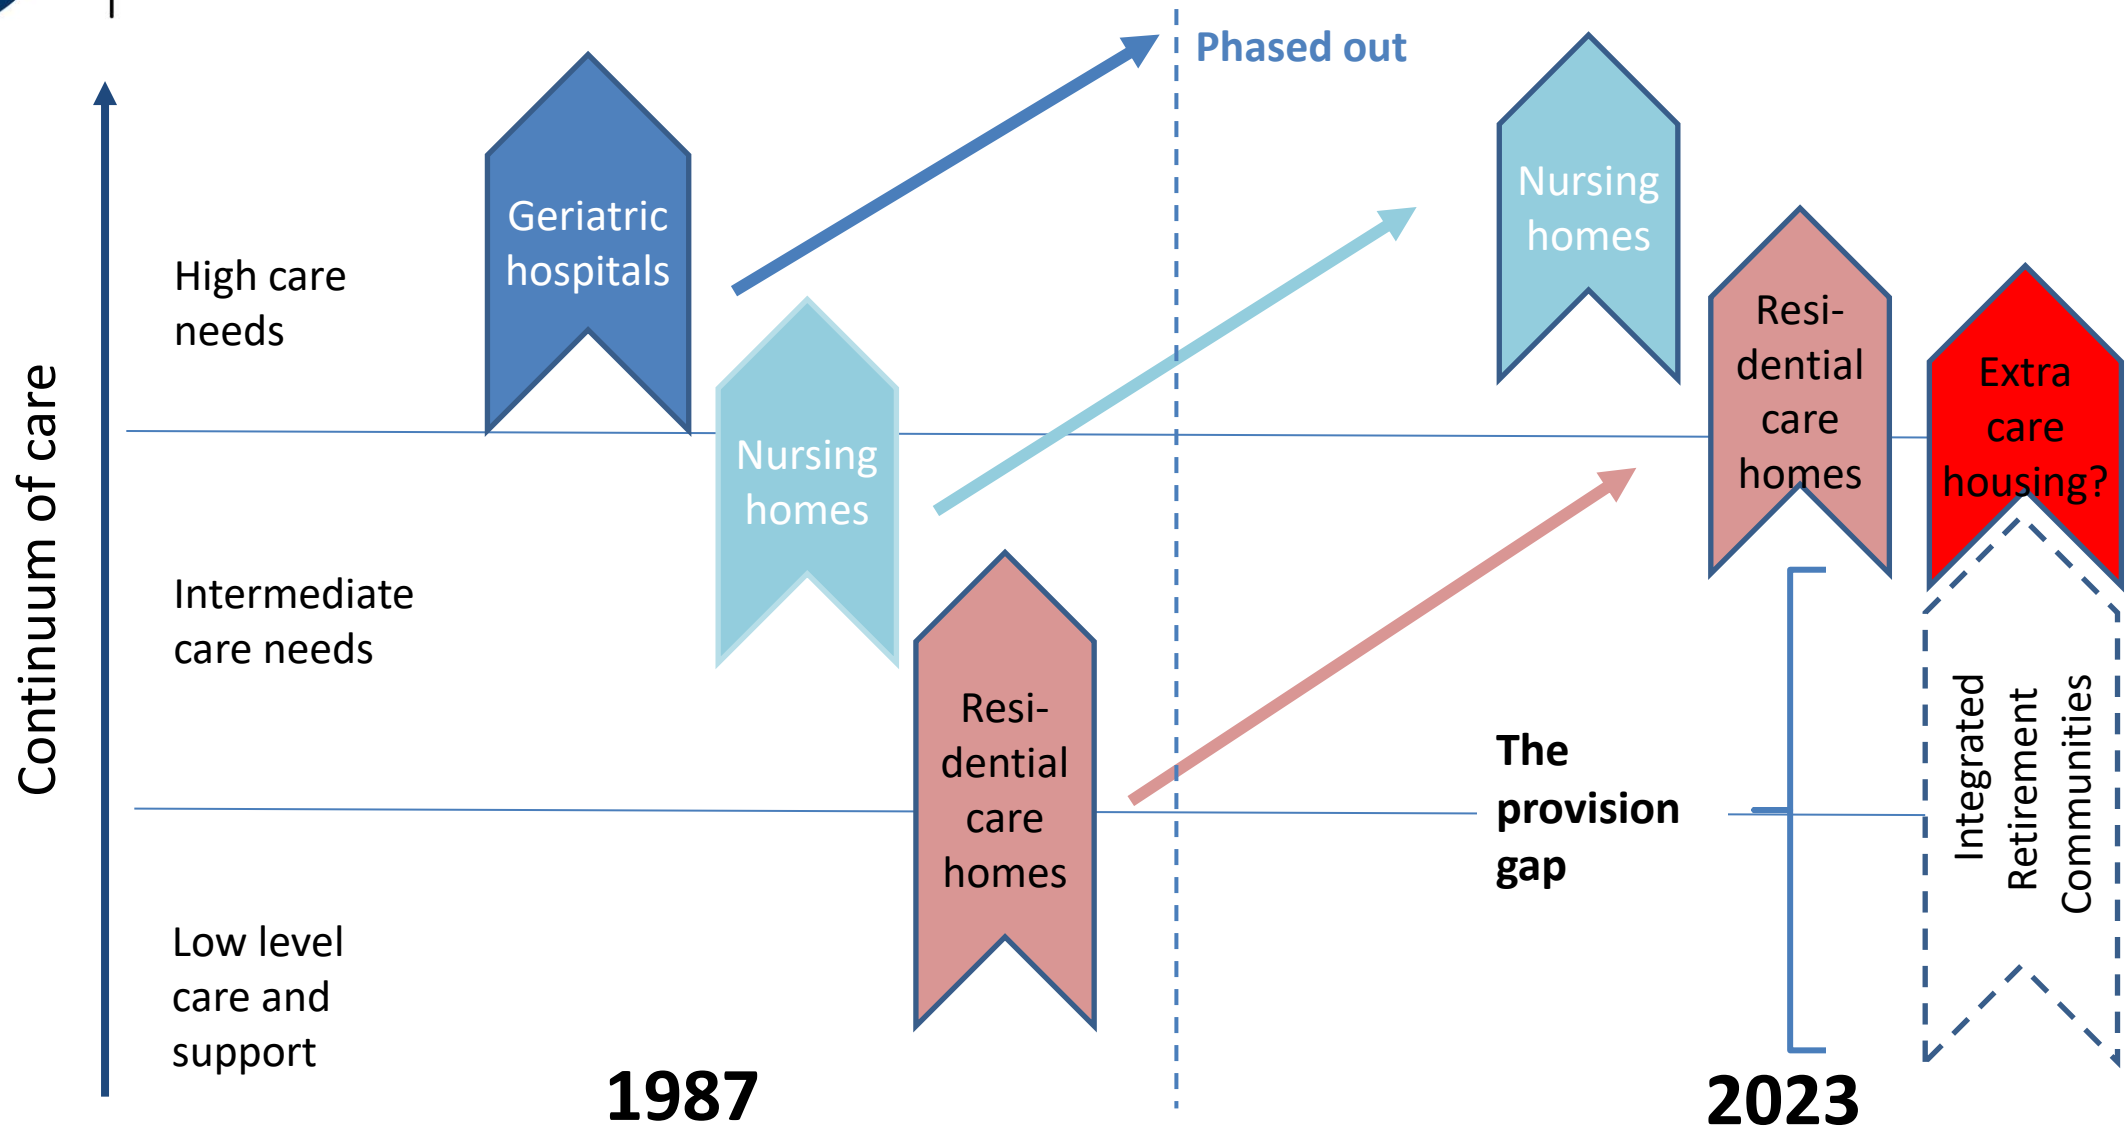 Phased out
Geriatric
hospitals
High care
needs
Nursing
homes
Nursing
homes
Resi-
dential
care
homes
Extra
care
housing?
Continuum of care
Intermediate
care needs
Resi-
dential
care
homes
The
provision
gap
Integrated
Retirement
Communities
Low level
care and
support
1987
2023